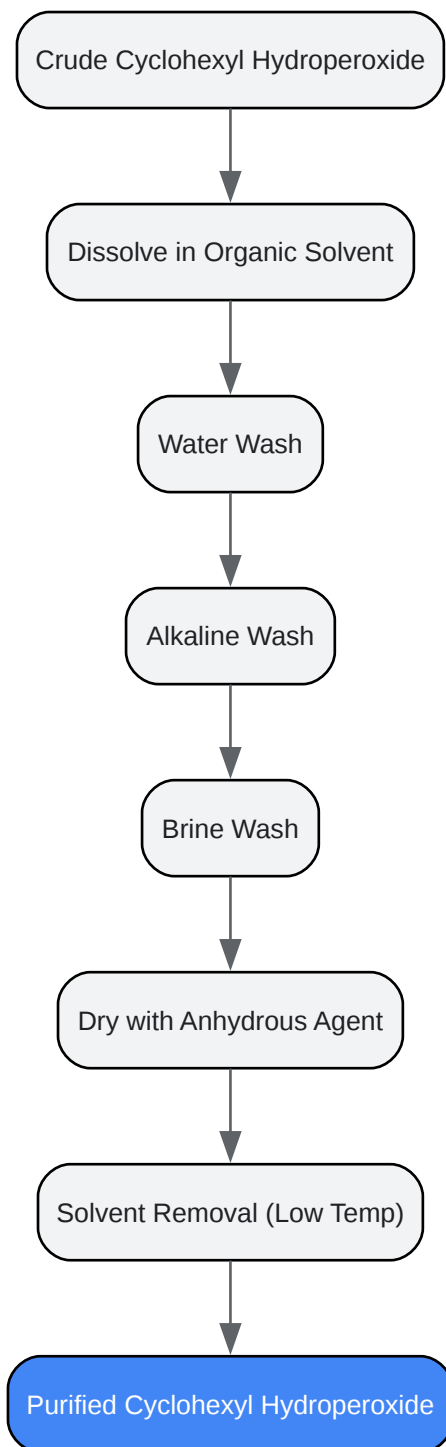 Crude Cyclohexyl Hydroperoxide
Dissolve in Organic Solvent
Water Wash
Alkaline Wash
Brine Wash
Dry with Anhydrous Agent
Solvent Removal (Low Temp)
Purified Cyclohexyl Hydroperoxide